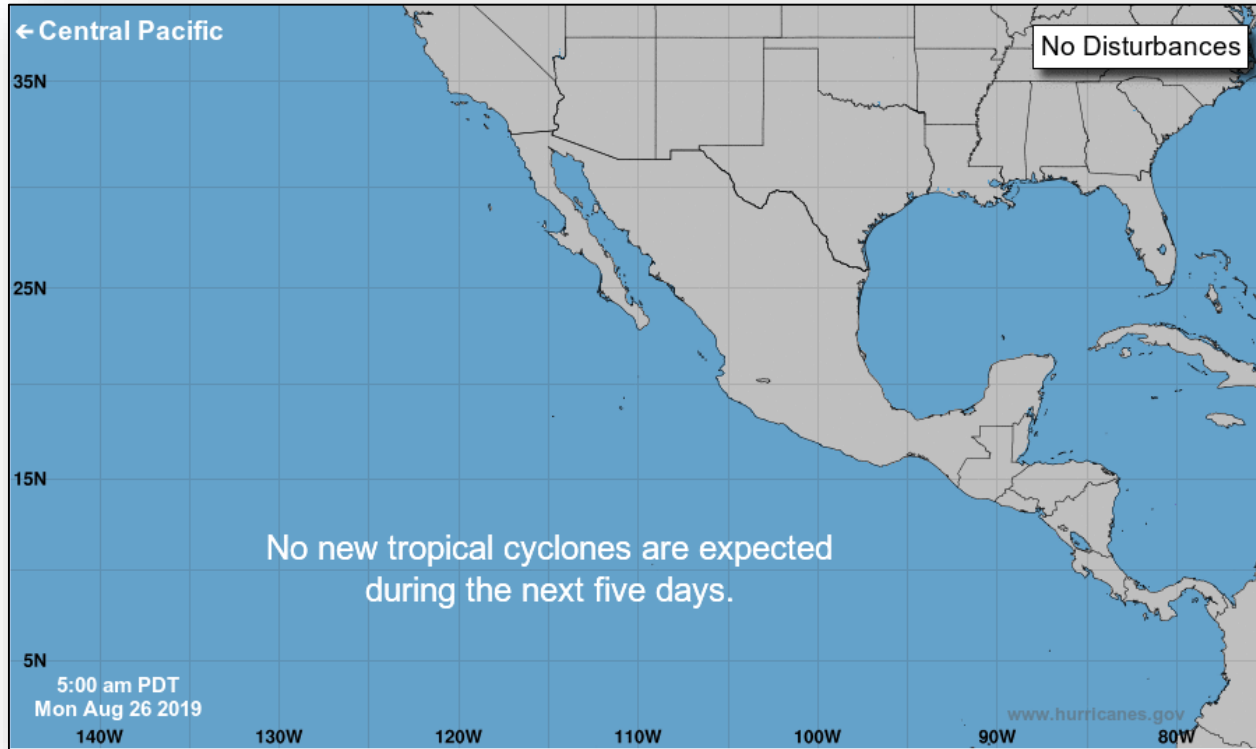 ← Central Pacific
No Disturbances
35N
25N
15N
No new tropical cyclones are expected
during the next five days.
5N
5:00 am PDT
Mon Aug 26 2019
www.hurricanes.gov
140W 130W 120W 110W 100W 90W 80W